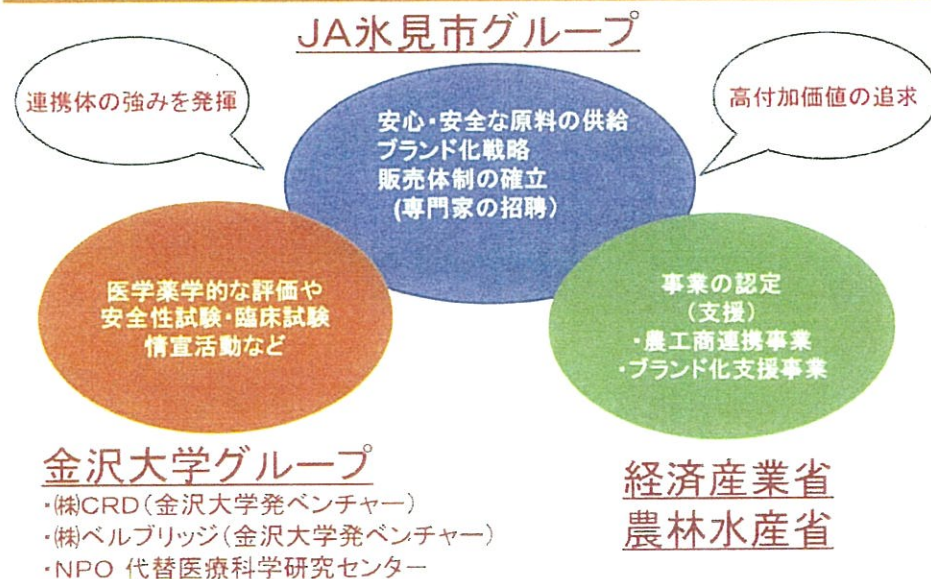 JA氷見市グループ
連携体の強みを発揮
高付加価値の追求
安心・安全な原料の供給
ブランド化戦略
販売体制の確立
(専門家の招聘)
医学薬学的な評価や
安全性試験・臨床試験
情宣活動など
事業の認定
(支援)
・農工商連携事業
・ブランド化支援事業
金沢大学グループ
・㈱CRD(金沢大学発ベンチャー)
・㈱ベルブリッジ(金沢大学発ベンチャー)
・NPO 代替医療科学研究センター
経済産業省
農林水産省